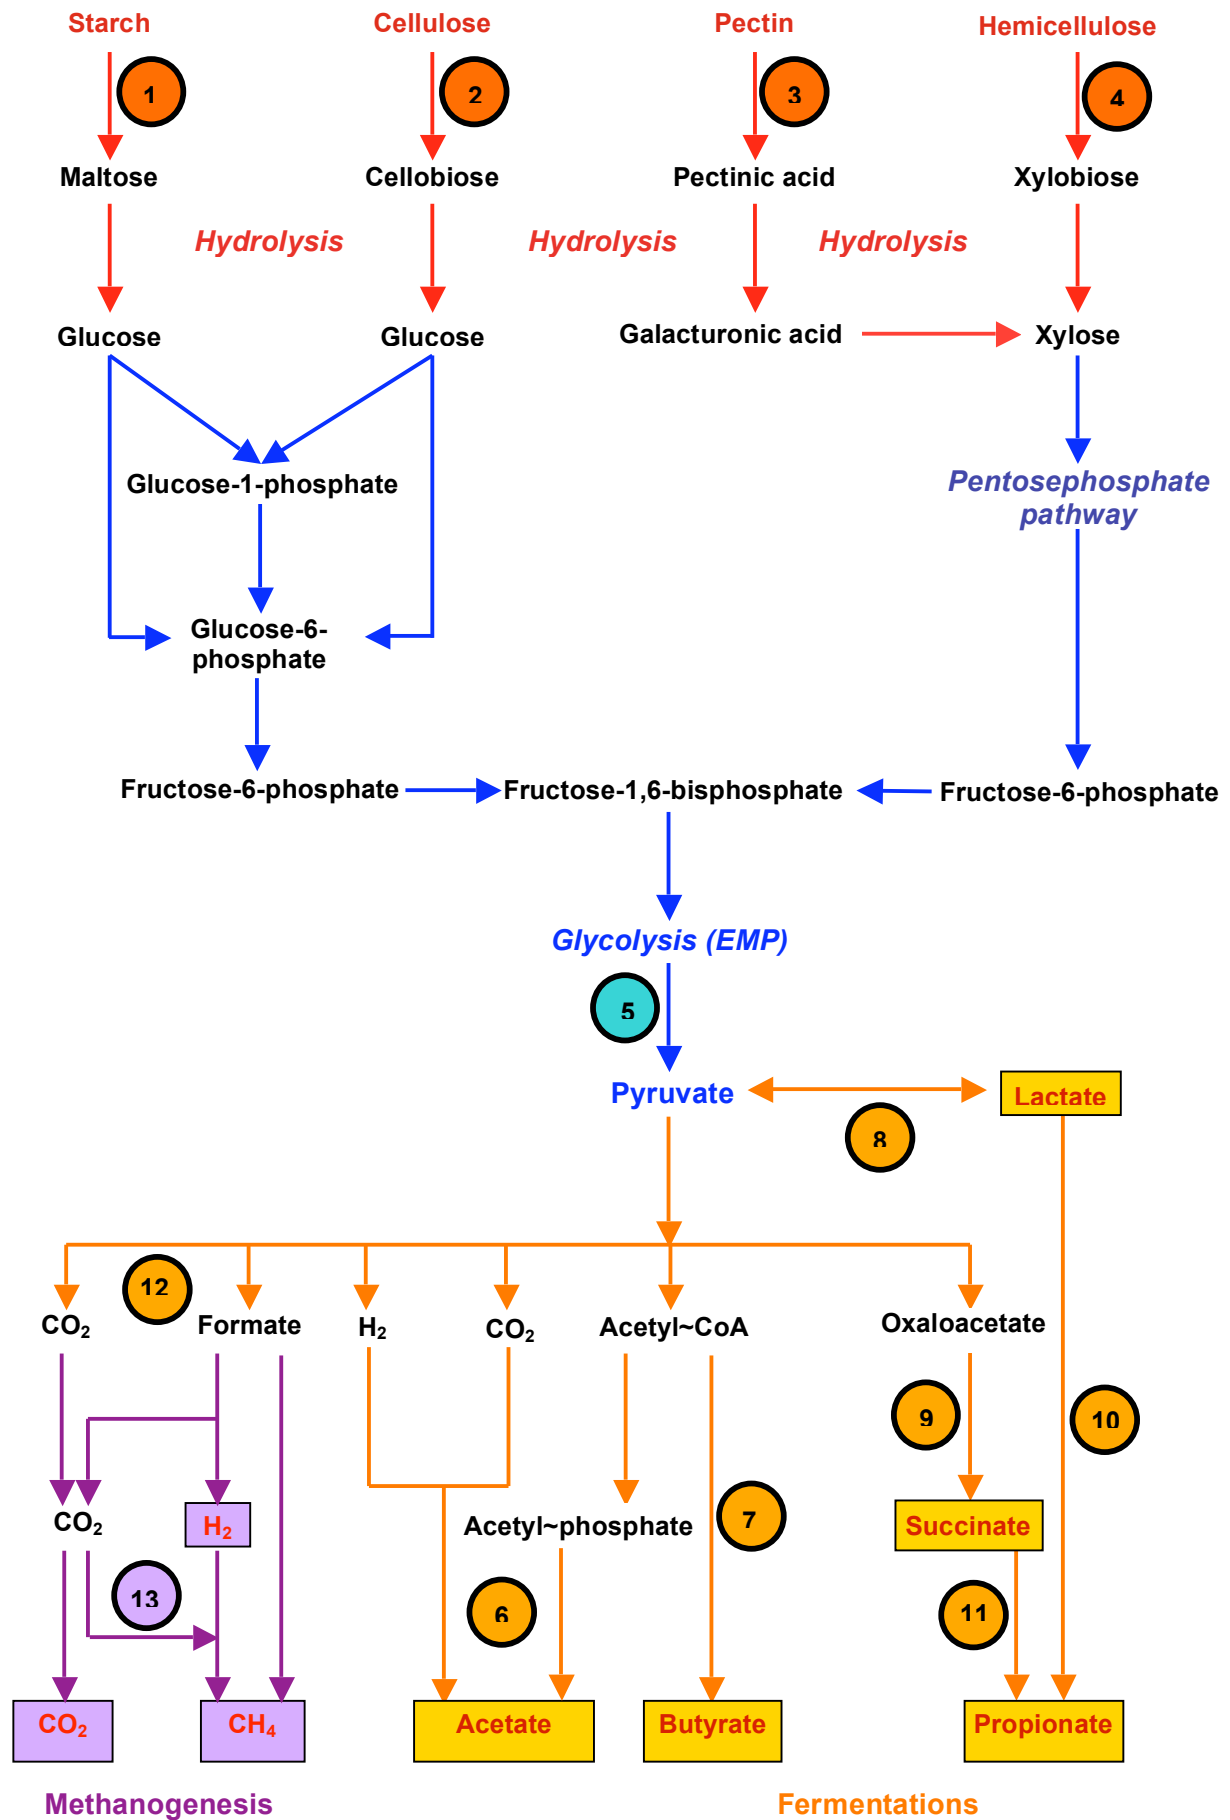 Starch
Cellulose
Pectin
Hemicellulose
1
2
3
4
Maltose
Cellobiose
Pectinic acid
Xylobiose
Hydrolysis
Hydrolysis
Hydrolysis
Glucose
Glucose
Galacturonic acid
Xylose
Glucose-1-phosphate
Pentosephosphate
pathway
Glucose-6-
phosphate
Fructose-6-phosphate
Fructose-1,6-bisphosphate
Fructose-6-phosphate
Glycolysis (EMP)
5
Pyruvate
Lactate
8
12
CO₂
Formate
H₂
CO₂
Acetyl~CoA
Oxaloacetate
9
10
CO₂
H₂
Acetyl~phosphate
7
Succinate
13
6
11
CO₂
CH₄
Acetate
Butyrate
Propionate
Methanogenesis
Fermentations